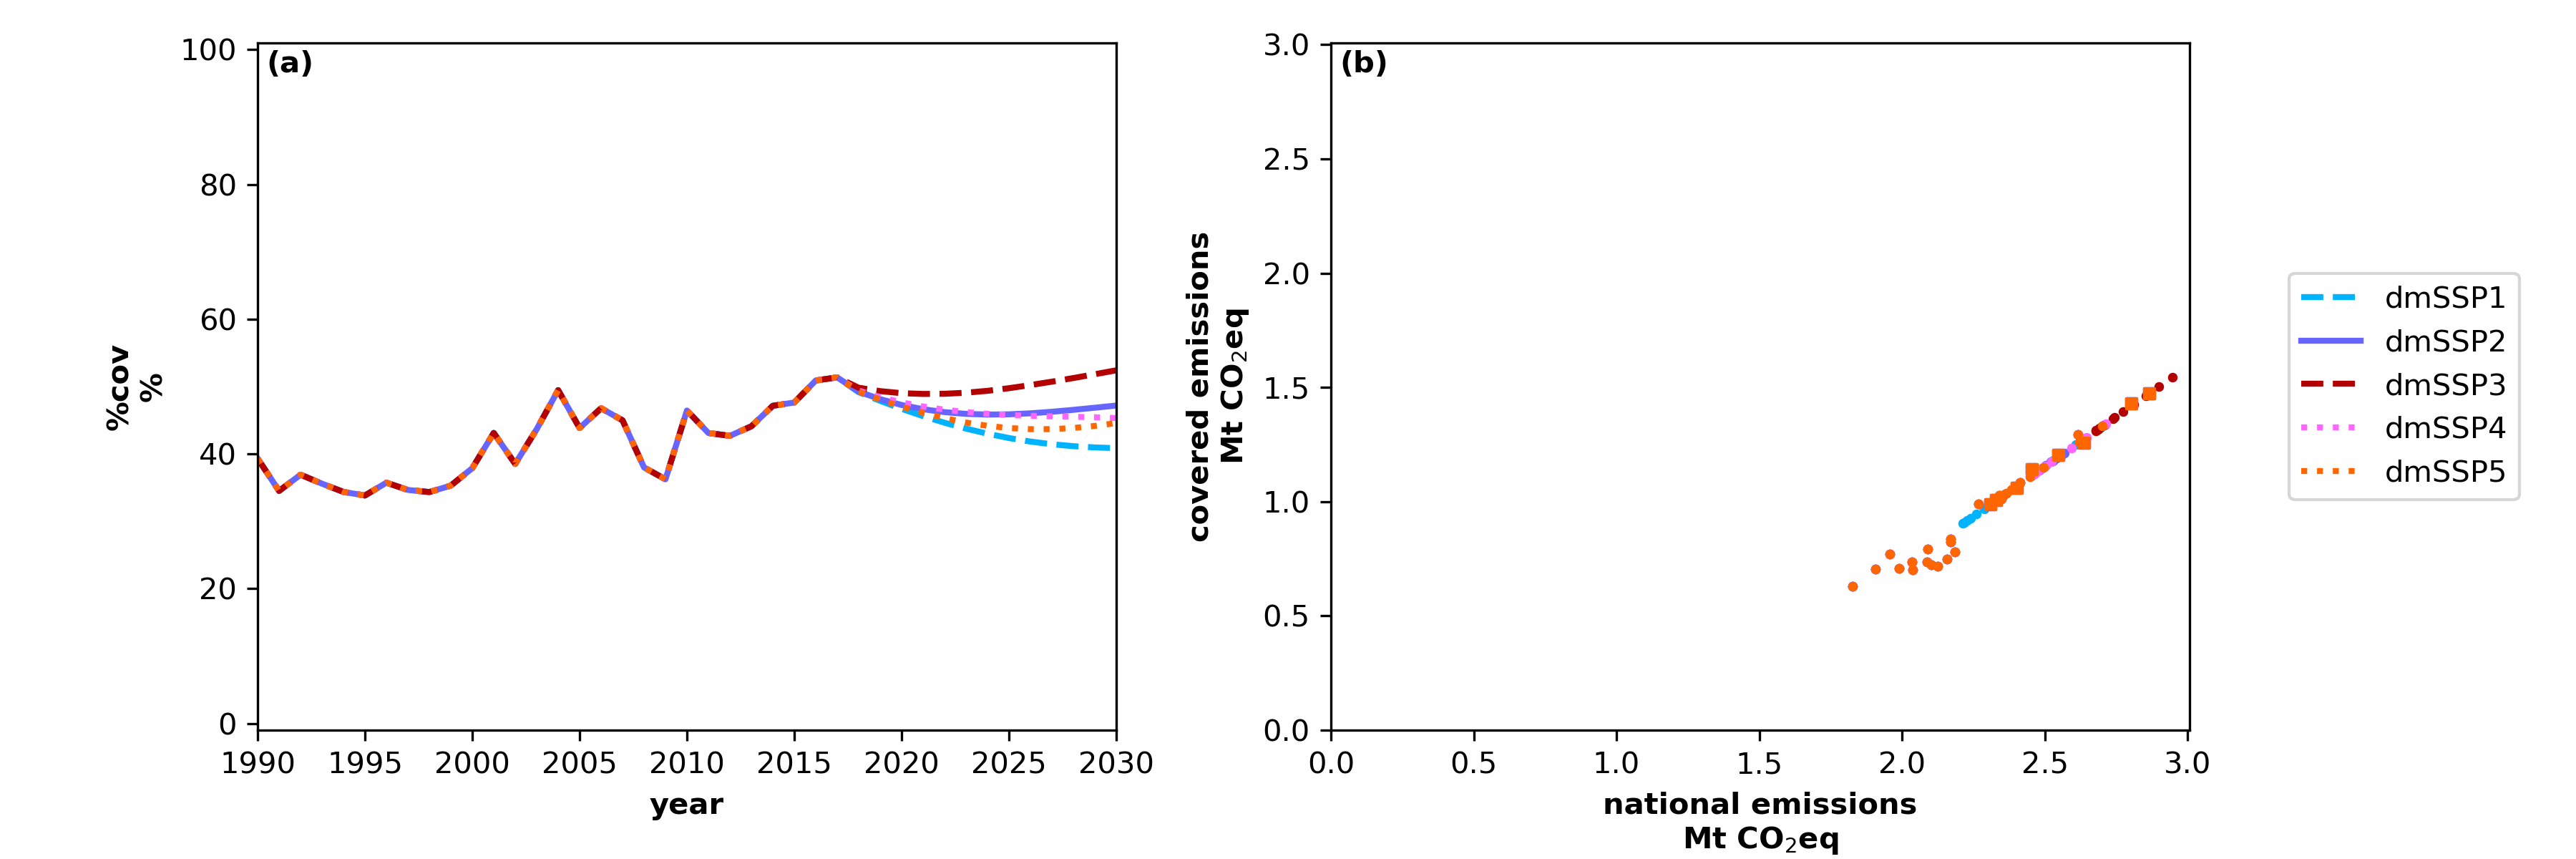 (a)
100
80
60
40
20
0
%cov
%
1990 1995 2000 2005 2010 2015 2020 2025 2030
year
(b)
3.0
2.5
2.0
1.5
1.0
0.5
0.0
covered emissions
Mt CO₂eq
0.0 0.5 1.0 1.5 2.0 2.5 3.0
national emissions
Mt CO₂eq
dmSSP1
dmSSP2
dmSSP3
dmSSP4
dmSSP5